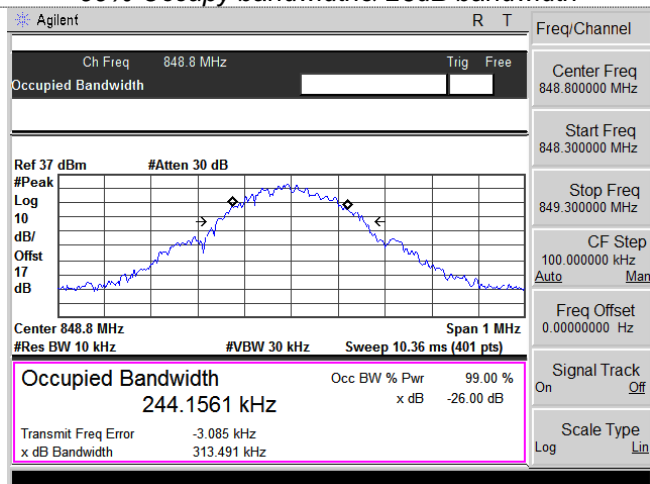 Agilent R T
Ch Freq 848.8 MHz Trig Free
Occupied Bandwidth
Ref 37 dBm #Atten 30 dB
#Peak
Log
10
dB/
Offst
17
dB
Center 848.8 MHz Span 1 MHz
#Res BW 10 kHz #VBW 30 kHz Sweep 10.36 ms (401 pts)
Occupied Bandwidth Occ BW % Pwr 99.00 %
244.1561 kHz x dB -26.00 dB
Transmit Freq Error -3.085 kHz
x dB Bandwidth 313.491 kHz
Freq/Channel
Center Freq
848.800000 MHz
Start Freq
848.300000 MHz
Stop Freq
849.300000 MHz
CF Step
100.000000 kHz
Auto Man
Freq Offset
0.00000000 Hz
Signal Track
On Off
Scale Type
Log Lin